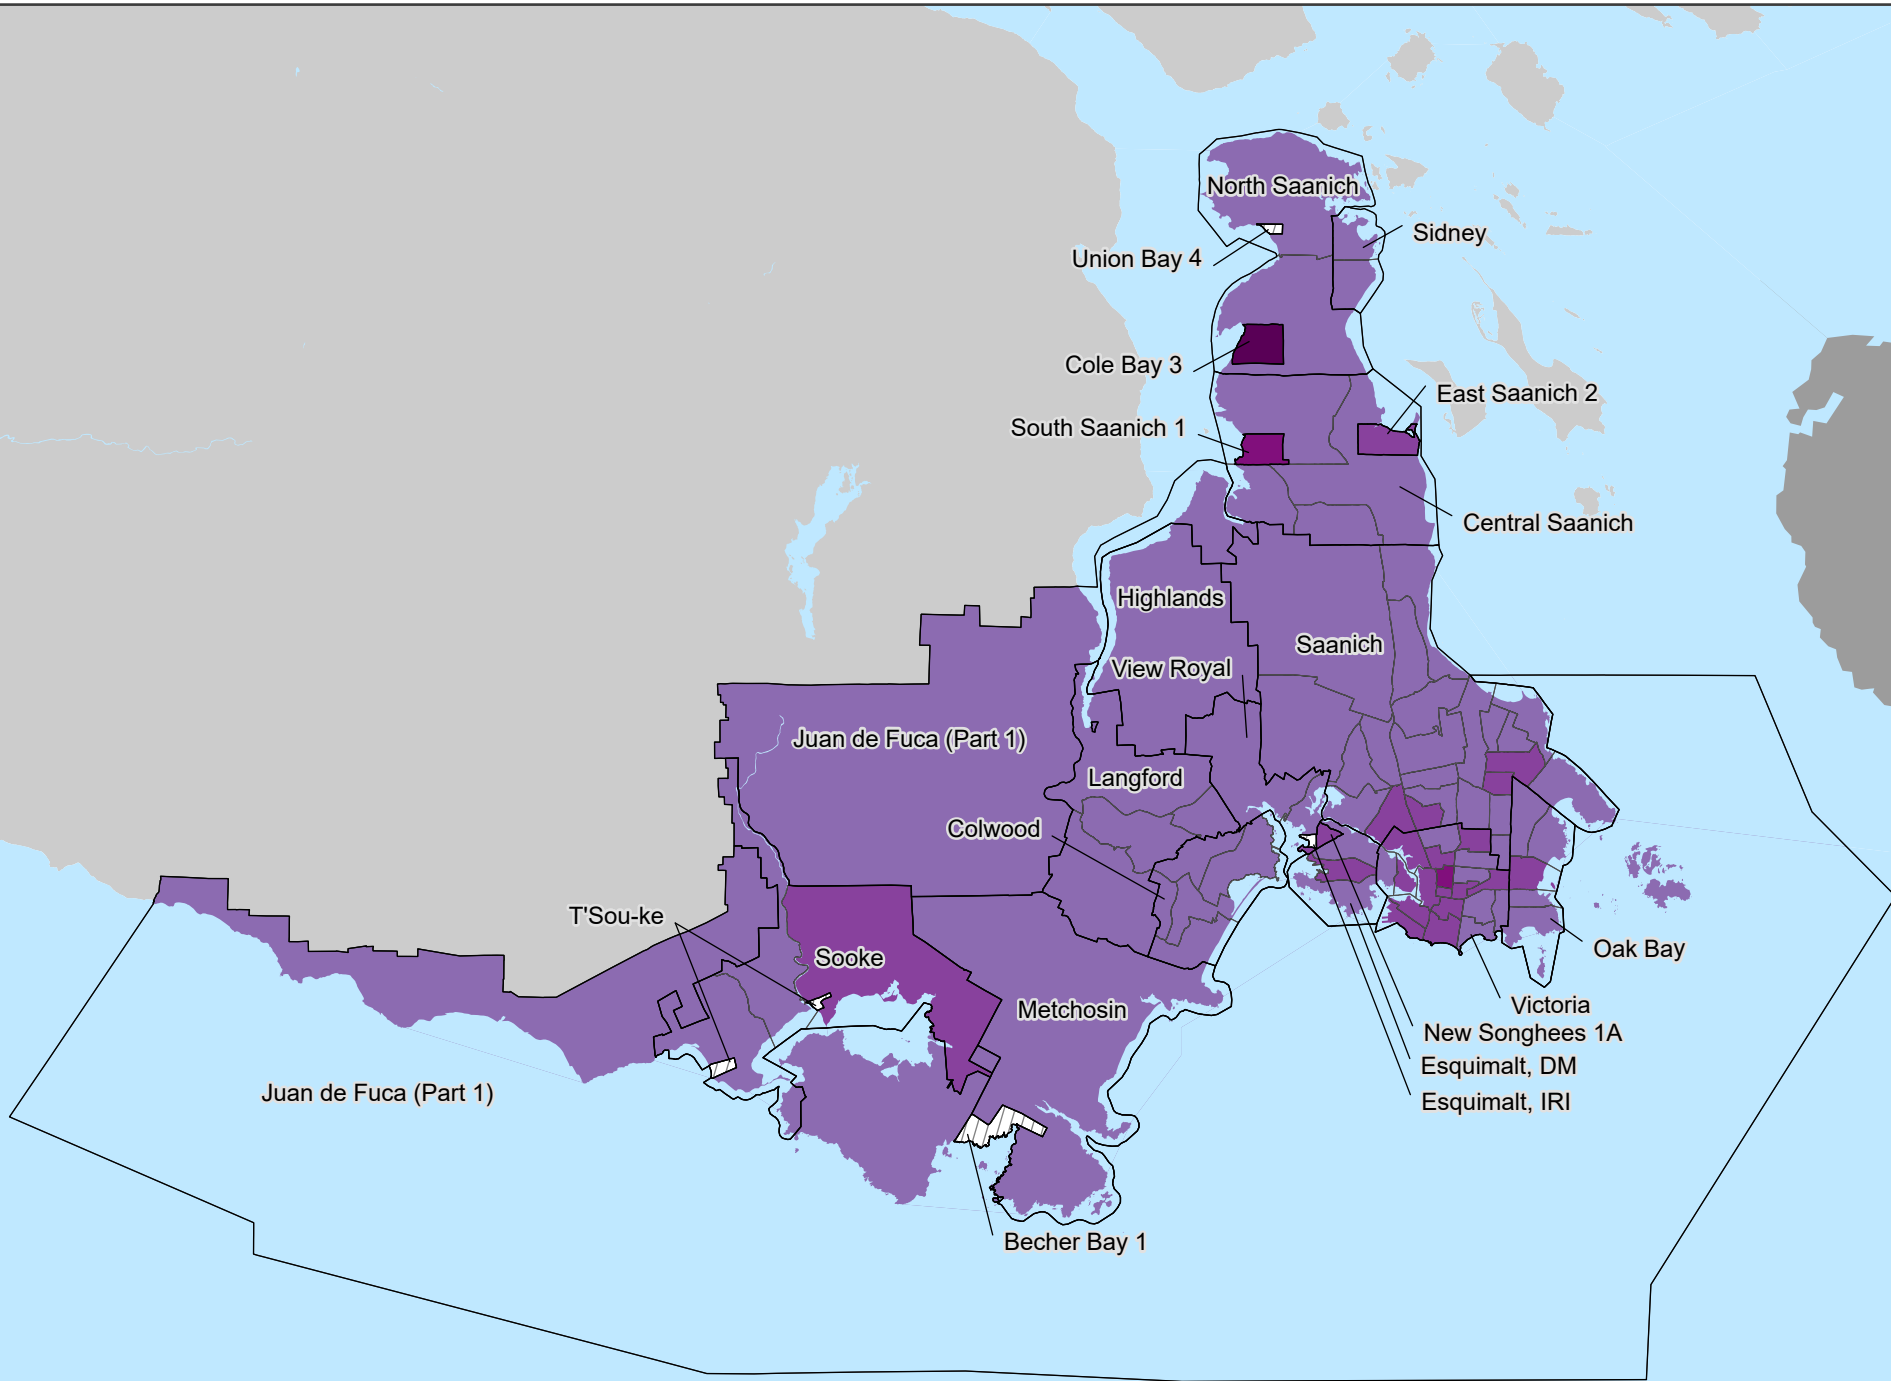 North Saanich
Sidney
Union Bay 4
Cole Bay 3
East Saanich 2
South Saanich 1
Central Saanich
Highlands
Saanich
View Royal
Juan de Fuca (Part 1)
Langford
Colwood
T'Sou-ke
Sooke
Oak Bay
Metchosin
Victoria
New Songhees 1A
Esquimalt, DM
Juan de Fuca (Part 1)
Esquimalt, IRI
Becher Bay 1